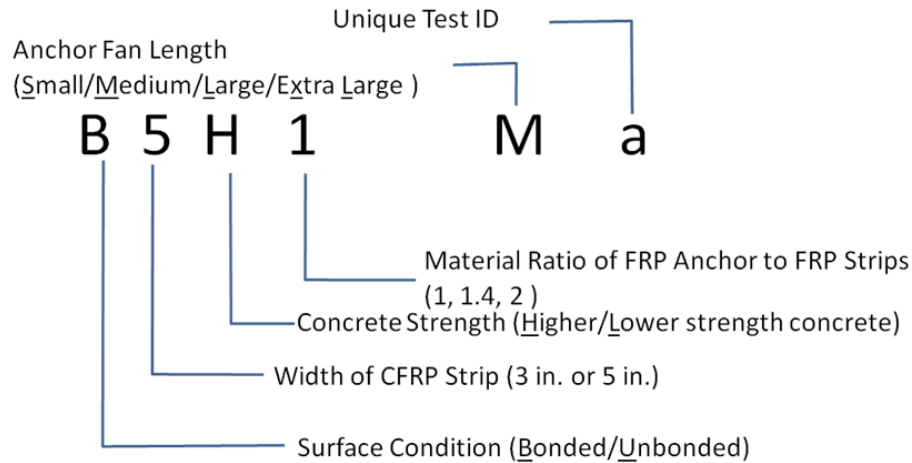 Unique Test ID
Anchor Fan Length
(Small/Medium/Large/Extra Large )
B 5 H 1 M a
Material Ratio of FRP Anchor to FRP Strips
(1, 1.4, 2 )
Concrete Strength (Higher/Lower strength concrete)
Width of CFRP Strip (3 in. or 5 in.)
Surface Condition (Bonded/Unbonded)